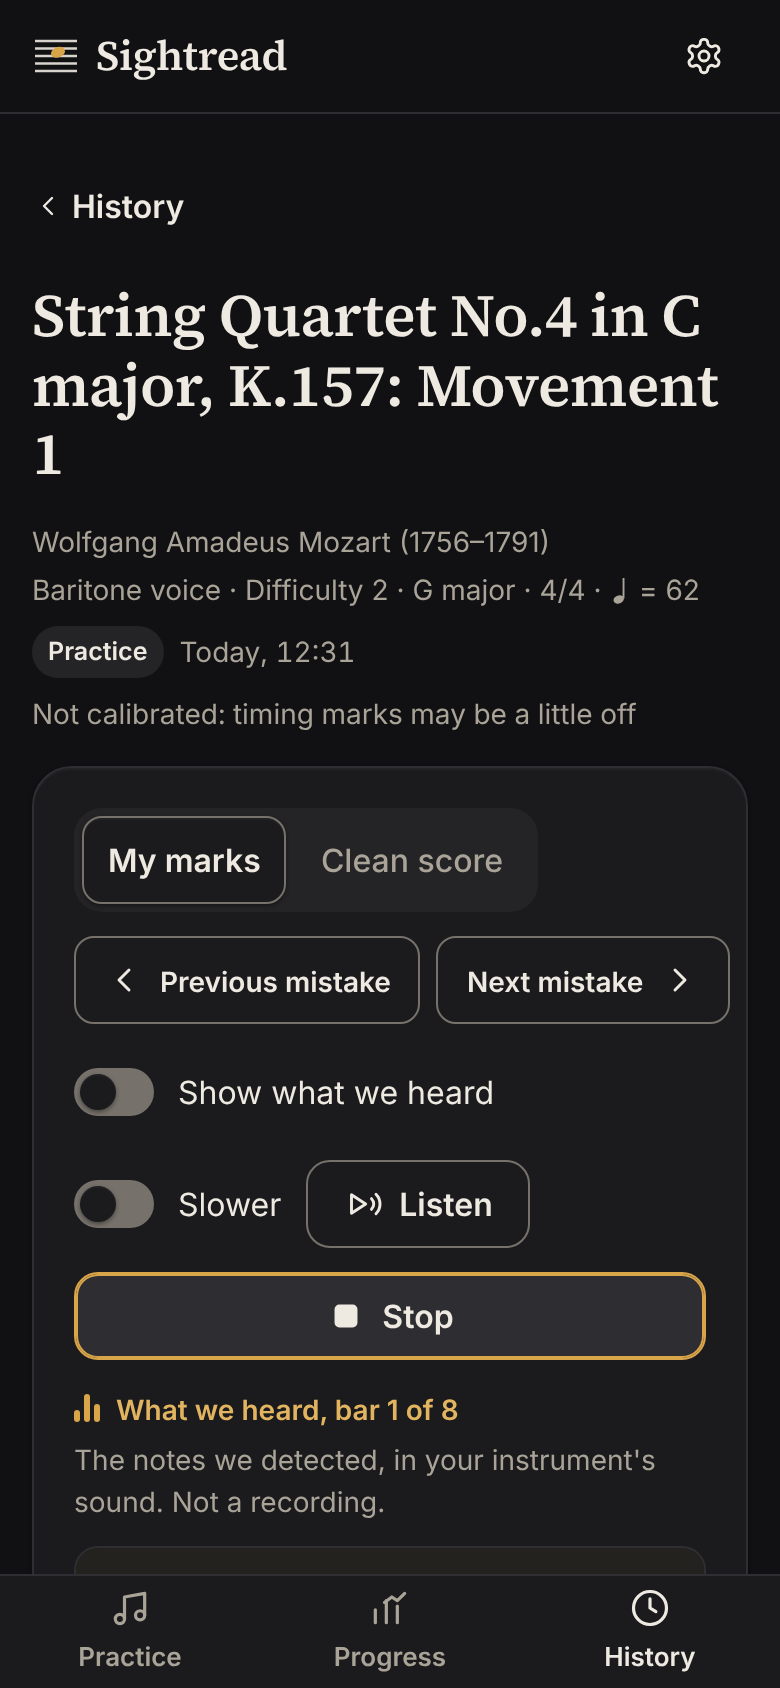 Sightread
History
String Quartet No.4 in C
major, K.157: Movement
1
Wolfgang Amadeus Mozart (1756–1791)
Baritone voice · Difficulty 2 · G major · 4/4 · ♩ = 62
Practice Today, 12:31
Not calibrated: timing marks may be a little off
My marks Clean score
Previous mistake Next mistake
Show what we heard
Slower Listen
Stop
What we heard, bar 1 of 8
The notes we detected, in your instrument's
sound. Not a recording.
Practice Progress History